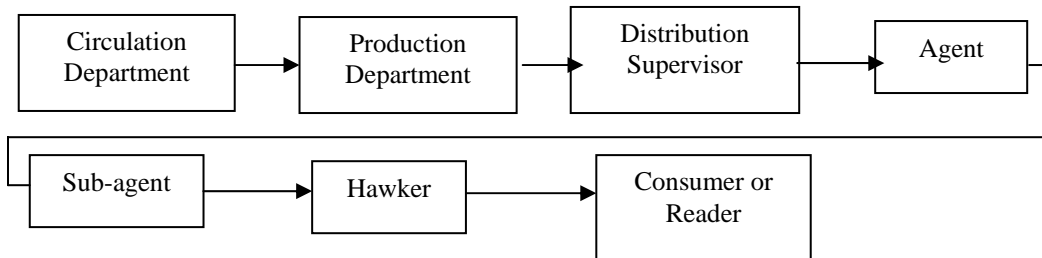 Circulation
Department
Production
Department
Distribution
Supervisor
Agent
Sub-agent
Hawker
Consumer or
Reader